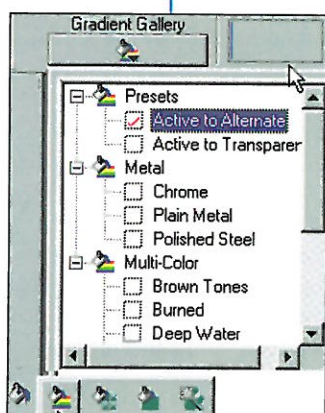 Gradient Gallery
Presets
Active to Alternate
Active to Transparer
Metal
Chrome
Plain Metal
Polished Steel
Multi-Color
Brown Tones
Burned
Deep Water